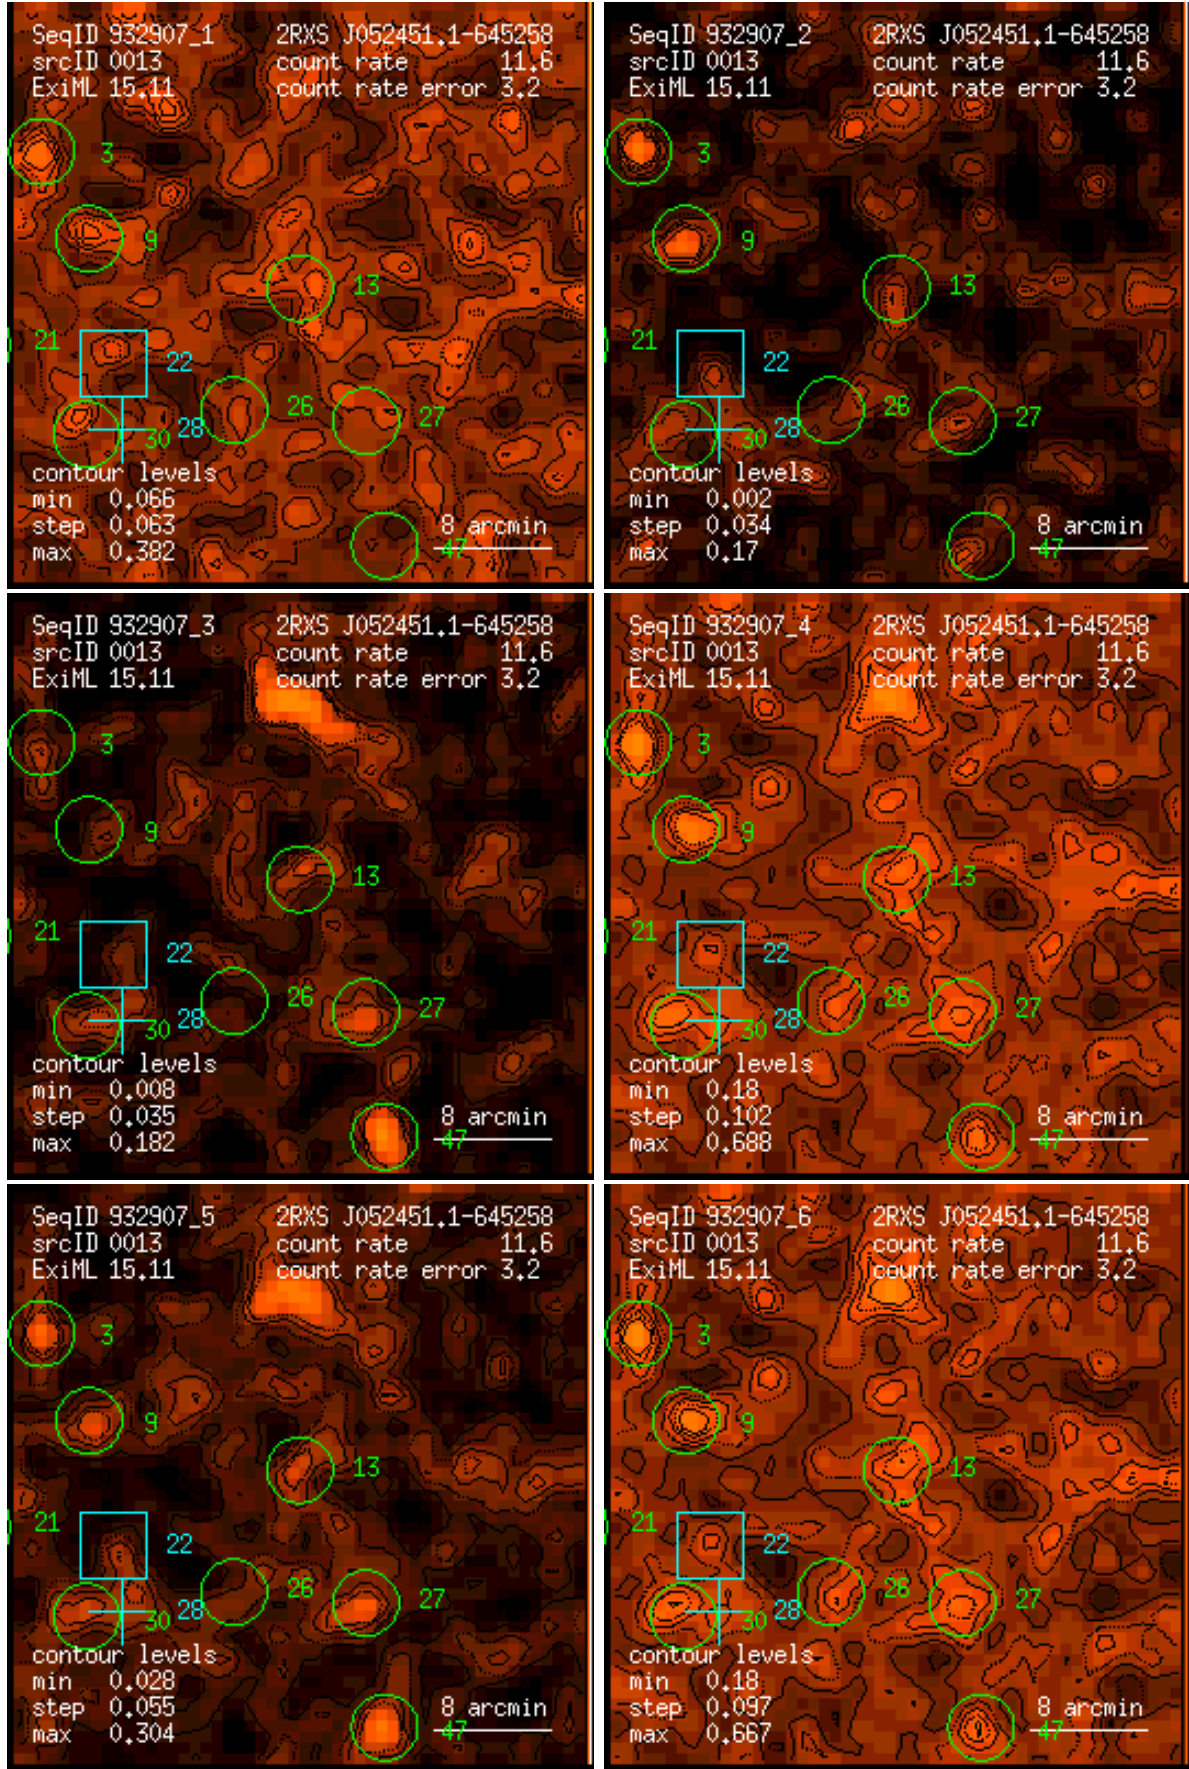 SeqID 932907_1 2RXS J052451.1-645258
srcID 0013 count rate 11.6
ExiML 15.11 count rate error 3.2
3
9
13
21
22
26
27
30 28
contour levels
min 0.066
step 0.063 8 arcmin
max 0.382 47
SeqID 932907_2 2RXS J052451.1-645258
srcID 0013 count rate 11.6
ExiML 15.11 count rate error 3.2
3
9
13
21
22
26
27
30 28
contour levels
min 0.002
step 0.034 8 arcmin
max 0.17 47
SeqID 932907_3 2RXS J052451.1-645258
srcID 0013 count rate 11.6
ExiML 15.11 count rate error 3.2
3
9
13
21
22
26
27
30 28
contour levels
min 0.008
step 0.035 8 arcmin
max 0.182 47
SeqID 932907_4 2RXS J052451.1-645258
srcID 0013 count rate 11.6
ExiML 15.11 count rate error 3.2
3
9
13
21
22
26
27
30 28
contour levels
min 0.18
step 0.102 8 arcmin
max 0.688 47
SeqID 932907_5 2RXS J052451.1-645258
srcID 0013 count rate 11.6
ExiML 15.11 count rate error 3.2
3
9
13
21
22
26
27
30 28
contour levels
min 0.028
step 0.055 8 arcmin
max 0.304 47
SeqID 932907_6 2RXS J052451.1-645258
srcID 0013 count rate 11.6
ExiML 15.11 count rate error 3.2
3
9
13
21
22
26
27
30 28
contour levels
min 0.18
step 0.097 8 arcmin
max 0.667 47